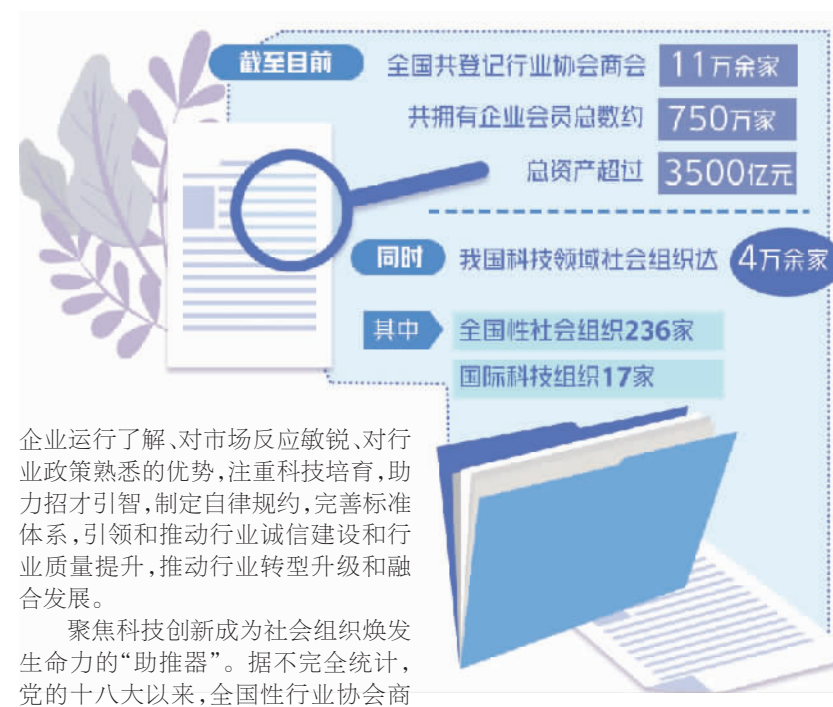 截至目前 全国共登记行业协会商会 11万余家
共拥有企业会员总数约 750万家
总资产超过 3500亿元
同时 我国科技领域社会组织达 4万余家
其中 全国性社会组织236家
国际科技组织17家
企业运行了解、对市场反应敏锐、对行
业政策熟悉的优势,注重科技培育,助
力招才引智,制定自律规约,完善标准
体系,引领和推动行业诚信建设和行
业质量提升,推动行业转型升级和融
合发展。
聚焦科技创新成为社会组织焕发
生命力的“助推器”。据不完全统计,
党的十八大以来,全国性行业协会商